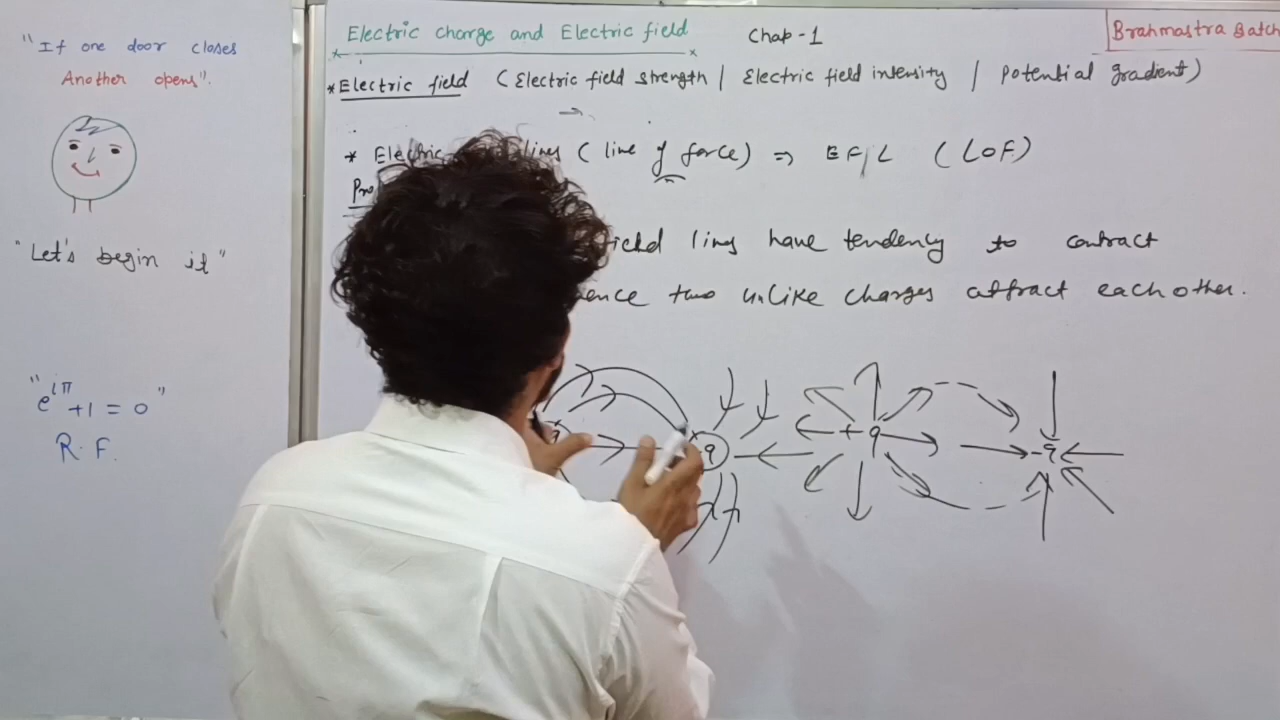 "If one door closes
Another opens".
"Let's begin it"
"e^iπ +1 = 0"
R.F.
Electric charge and Electric field
Chap-1
Brahmastra Batch
* Electric field (Electric field strength / Electric field intensity / potential gradient)
* Electric lines (line of force) ⇒ EF/L (LOF)
field lines have tendency to contract
two unlike charges attract each other.
-q
+q
-q